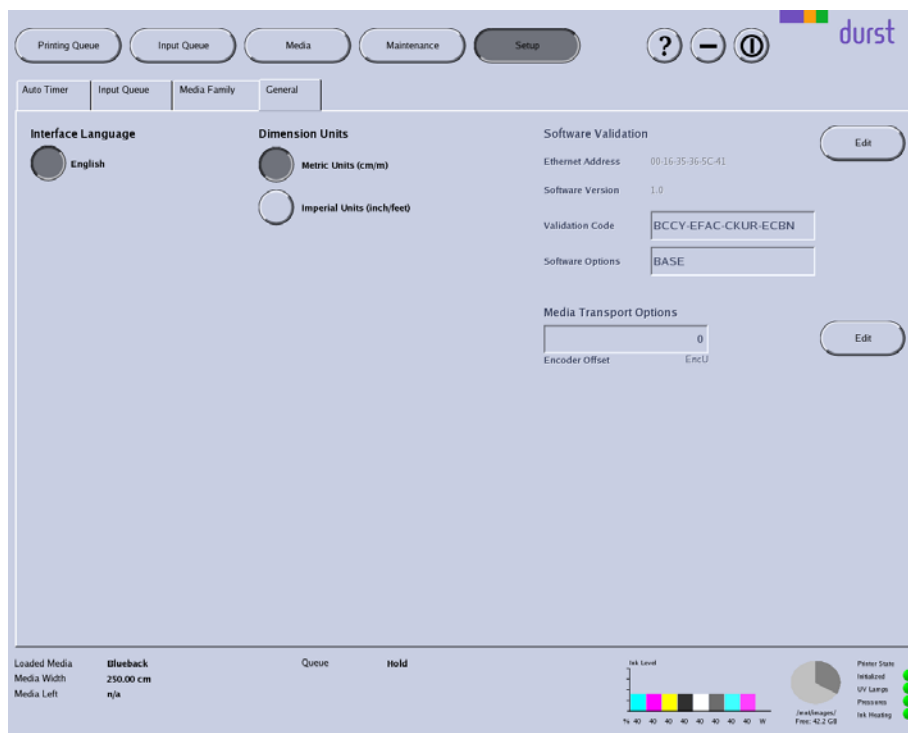 Printing Queue
Input Queue
Media
Maintenance
Setup
?
durst
Auto Timer
Input Queue
Media Family
General
Interface Language
English
Dimension Units
Metric Units (cm/m)
Imperial Units (inch/feet)
Software Validation
Edit
Ethernet Address 00-16-35-36-5C-41
Software Version 1.0
Validation Code BCCY-EFAC-CKUR-ECBN
Software Options BASE
Media Transport Options
0
Edit
Encoder Offset EncU
Loaded Media Blueback
Media Width 250.00 cm
Media Left n/a
Queue Hold
Ink Level
% 40 40 40 40 40 40 40 40 W
Free: 42.2 GB
Printer State
Initialized
UV Lamps
Pressures
Ink Heating